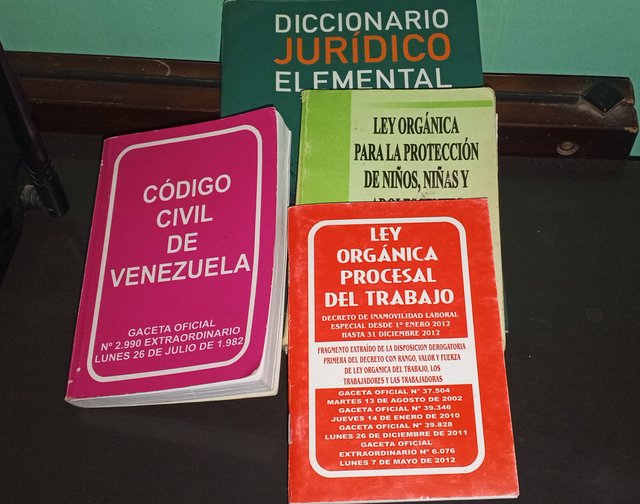 DICCIONARIO
JURÍDICO
ELEMENTAL
LEY ORGÁNICA
PARA LA PROTECCIÓN
DE NIÑOS, NIÑAS Y
CÓDIGO
CIVIL
DE
VENEZUELA
GACETA OFICIAL
Nº 2.990 EXTRAORDINARIO
LUNES 26 DE JULIO DE 1.982
LEY
ORGÁNICA
PROCESAL
DEL TRABAJO
DECRETO DE INAMOVILIDAD LABORAL
ESPECIAL DESDE 1º ENERO 2012
HASTA 31 DICIEMBRE 2012
FRAGMENTO EXTRAÍDO DE LA DISPOSICION DEROGATORIA
PRIMERA DEL DECRETO CON RANGO, VALOR Y FUERZA
DE LEY ORGANICA DEL TRABAJO, LOS
TRABAJADORES Y LAS TRABAJADORAS
GACETA OFICIAL Nº 37.504
MARTES 13 DE AGOSTO DE 2002
GACETA OFICIAL Nº 39.346
JUEVES 14 DE ENERO DE 2010
GACETA OFICIAL Nº 39.828
LUNES 26 DE DICIEMBRE DE 2011
GACETA OFICIAL
EXTRAORDINARIO Nº 6.076
LUNES 7 DE MAYO DE 2012